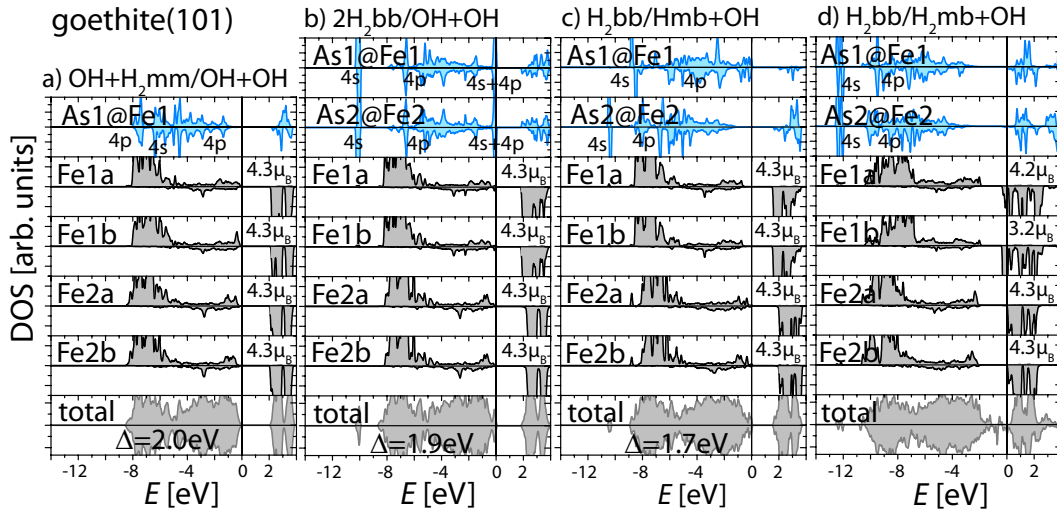 goethite(101)
a) OH+H₂mm/OH+OH
b) 2H₂bb/OH+OH
c) H₂bb/Hmb+OH
d) H₂bb/H₂mb+OH
DOS [arb. units]
As1@Fe1
4p
4s
4p
Fe1a
4.3μB
Fe1b
4.3μB
Fe2a
4.3μB
Fe2b
4.3μB
total
Δ=2.0eV
-12 -8 -4 0 2
E [eV]
As1@Fe1
4s
4p
4s+4p
As2@Fe2
4s
4p
4s+4p
Fe1a
4.3μB
Fe1b
4.3μB
Fe2a
4.3μB
Fe2b
4.3μB
total
Δ=1.9eV
-12 -8 -4 0 2
E [eV]
As1@Fe1
4s
2p
As2@Fe2
4s
4p
Fe1a
4.3μB
Fe1b
4.3μB
Fe2a
4.3μB
Fe2b
4.3μB
total
Δ=1.7eV
-12 -8 -4 0 2
E [eV]
As1@Fe1
4s
4p
As2@Fe2
4s
4p
Fe1a
4.2μB
Fe1b
3.2μB
Fe2a
4.3μB
Fe2b
4.3μB
total
-12 -8 -4 0 2 4
E [eV]